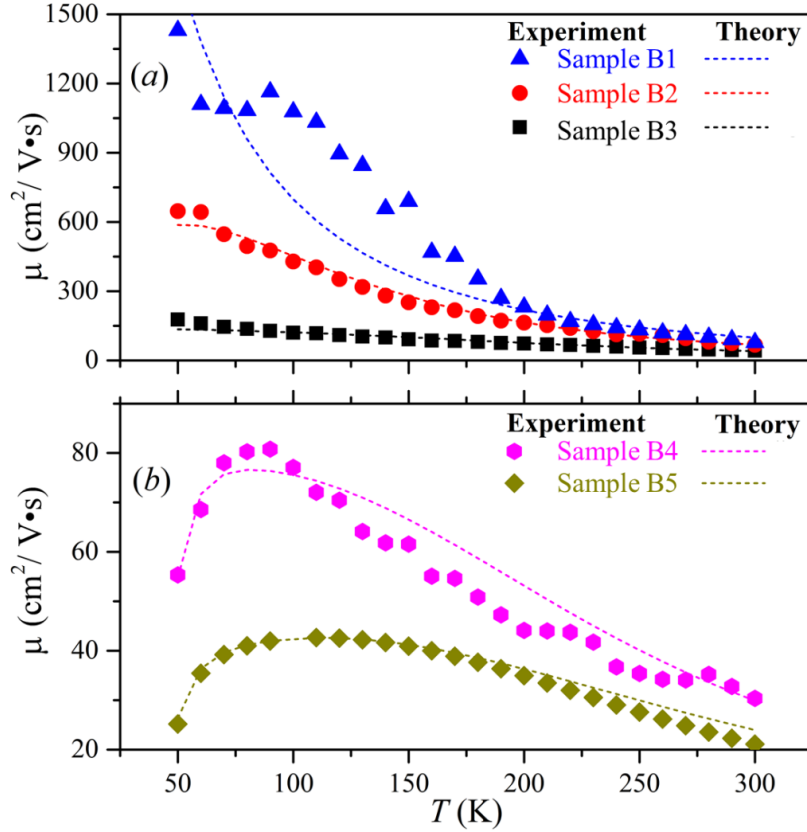 1500
1200
900
600
300
0
μ (cm²/ V•s)
(a)
Experiment Theory
Sample B1
Sample B2
Sample B3
80
60
40
20
μ (cm²/ V•s)
(b)
Experiment Theory
Sample B4
Sample B5
50 100 150 200 250 300
T (K)